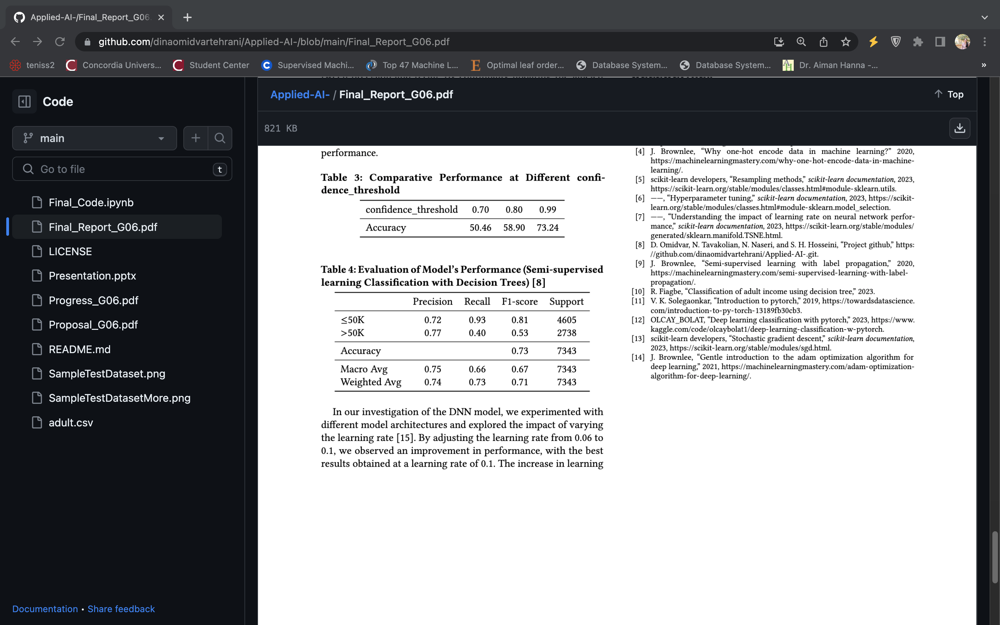 Applied-AI-/Final_Report_G06.
github.com/dinaomidvartehrani/Applied-AI-/blob/main/Final_Report_G06.pdf
teniss2
Concordia Univers...
Student Center
Supervised Machi...
Top 47 Machine L...
Optimal leaf order...
Database System...
Database System...
Dr. Aiman Hanna -...
»
Code
main
Go to file
t
Final_Code.ipynb
Final_Report_G06.pdf
LICENSE
Presentation.pptx
Progress_G06.pdf
Proposal_G06.pdf
README.md
SampleTestDataset.png
SampleTestDatasetMore.png
adult.csv
Documentation • Share feedback
Applied-AI- / Final_Report_G06.pdf
Top
821 KB
performance.
Table 3: Comparative Performance at Different confi-
dence_threshold
confidence_threshold 0.70 0.80 0.99
Accuracy 50.46 58.90 73.24
Table 4: Evaluation of Model’s Performance (Semi-supervised
learning Classification with Decision Trees) [8]
Precision Recall F1-score Support
≤50K 0.72 0.93 0.81 4605
>50K 0.77 0.40 0.53 2738
Accuracy 0.73 7343
Macro Avg 0.75 0.66 0.67 7343
Weighted Avg 0.74 0.73 0.71 7343
In our investigation of the DNN model, we experimented with
different model architectures and explored the impact of varying
the learning rate [15]. By adjusting the learning rate from 0.06 to
0.1, we observed an improvement in performance, with the best
results obtained at a learning rate of 0.1. The increase in learning
[4] J. Brownlee, “Why one-hot encode data in machine learning?” 2020,
https://machinelearningmastery.com/why-one-hot-encode-data-in-machine-
learning/.
[5] scikit-learn developers, “Resampling methods,” scikit-learn documentation, 2023,
https://scikit-learn.org/stable/modules/classes.html#module-sklearn.utils.
[6] ——, “Hyperparameter tuning,” scikit-learn documentation, 2023, https://scikit-
learn.org/stable/modules/classes.html#module-sklearn.model_selection.
[7] ——, “Understanding the impact of learning rate on neural network perfor-
mance,” scikit-learn documentation, 2023, https://scikit-learn.org/stable/modules/
generated/sklearn.manifold.TSNE.html.
[8] D. Omidvar, N. Tavakolian, N. Naseri, and S. H. Hosseini, “Project github,” https:
//github.com/dinaomidvartehrani/Applied-AI-.git.
[9] J. Brownlee, “Semi-supervised learning with label propagation,” 2020,
https://machinelearningmastery.com/semi-supervised-learning-with-label-
propagation/.
[10] R. Fiagbe, “Classification of adult income using decision tree,” 2023.
[11] V. K. Solegaonkar, “Introduction to pytorch,” 2019, https://towardsdatascience.
com/introduction-to-py-torch-13189fb30cb3.
[12] OLCAY_BOLAT, “Deep learning classification with pytorch,” 2023, https://www.
kaggle.com/code/olcaybolat1/deep-learning-classification-w-pytorch.
[13] scikit-learn developers, “Stochastic gradient descent,” scikit-learn documentation,
2023, https://scikit-learn.org/stable/modules/sgd.html.
[14] J. Brownlee, “Gentle introduction to the adam optimization algorithm for
deep learning,” 2021, https://machinelearningmastery.com/adam-optimization-
algorithm-for-deep-learning/.